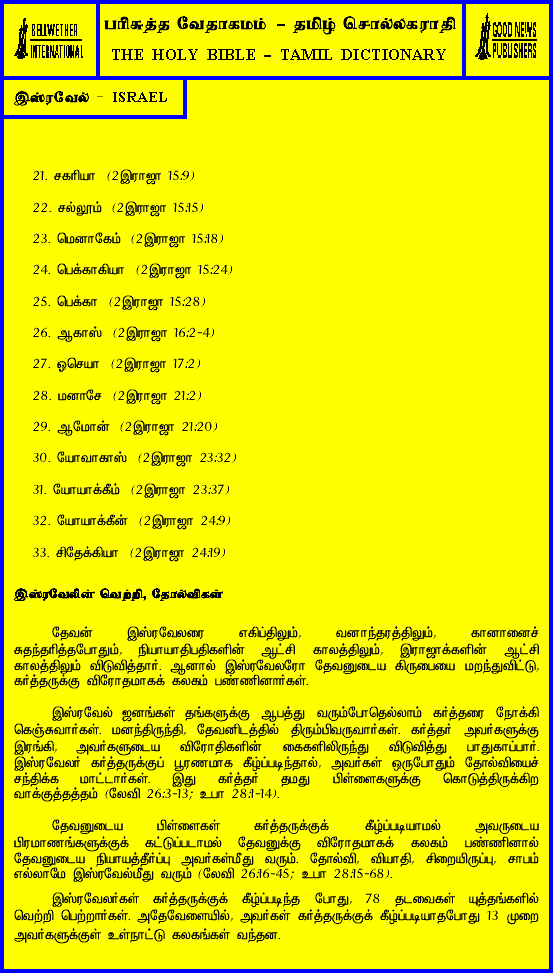 BELLWETHER
INTERNATIONAL
பரிசுத்த வேதாகமம் – தமிழ் சொல்லகராதி
THE HOLY BIBLE – TAMIL DICTIONARY
GOOD NEWS
PUBLISHERS
இஸ்ரவேல் – ISRAEL
21. சகரியா (2இராஜா 15:9)
22. சல்லூம் (2இராஜா 15:15)
23. மெனாகேம் (2இராஜா 15:18)
24. பெக்காகியா (2இராஜா 15:24)
25. பெக்கா (2இராஜா 15:28)
26. ஆகாஸ் (2இராஜா 16:2-4)
27. ஒசெயா (2இராஜா 17:2)
28. மனாசே (2இராஜா 21:2)
29. ஆமோன் (2இராஜா 21:20)
30. யோவாகாஸ் (2இராஜா 23:32)
31. யோயாக்கீம் (2இராஜா 23:37)
32. யோயாக்கீன் (2இராஜா 24:9)
33. சிதேக்கியா (2இராஜா 24:19)
இஸ்ரவேலின் வெற்றி, தோல்விகள்
தேவன் இஸ்ரவேலரை எகிப்திலும், வனாந்தரத்திலும், கானானைச்
சுதந்தரித்தபோதும், நியாயாதிபதிகளின் ஆட்சி காலத்திலும், இராஜாக்களின் ஆட்சி
காலத்திலும் விடுவித்தார். ஆனால் இஸ்ரவேலரோ தேவனுடைய கிருபையை மறந்துவிட்டு,
கர்த்தருக்கு விரோதமாகக் கலகம் பண்ணினார்கள்.
இஸ்ரவேல் ஜனங்கள் தங்களுக்கு ஆபத்து வரும்போதெல்லாம் கர்த்தரை நோக்கி
கெஞ்சுவார்கள். மனந்திருந்தி, தேவனிடத்தில் திரும்பிவருவார்கள். கர்த்தர் அவர்களுக்கு
இரங்கி, அவர்களுடைய விரோதிகளின் கைகளிலிருந்து விடுவித்து பாதுகாப்பார்.
இஸ்ரவேலர் கர்த்தருக்குப் பூரணமாக கீழ்ப்படிந்தால், அவர்கள் ஒருபோதும் தோல்வியைச்
சந்திக்க மாட்டார்கள். இது கர்த்தர் தமது பிள்ளைகளுக்கு கொடுத்திருக்கிற
வாக்குத்தத்தம் (லேவி 26:3-13; உபா 28:1-14).
தேவனுடைய பிள்ளைகள் கர்த்தருக்குக் கீழ்ப்படியாமல் அவருடைய
பிரமாணங்களுக்குக் கட்டுப்படாமல் தேவனுக்கு விரோதமாகக் கலகம் பண்ணினால்
தேவனுடைய நியாயத்தீர்ப்பு அவர்கள்மீது வரும். தோல்வி, வியாதி, சிறையிருப்பு, சாபம்
எல்லாமே இஸ்ரவேல்மீது வரும் (லேவி 26:16-45; உபா 28:15-68).
இஸ்ரவேலர்கள் கர்த்தருக்கு கீழ்ப்படிந்த போது, 78 தடவைகள் யுத்தங்களில்
வெற்றி பெற்றார்கள். அதேவேளையில், அவர்கள் கர்த்தருக்குக் கீழ்ப்படியாதபோது 13 முறை
அவர்களுக்குள் உள்நாட்டு கலகங்கள் வந்தன.